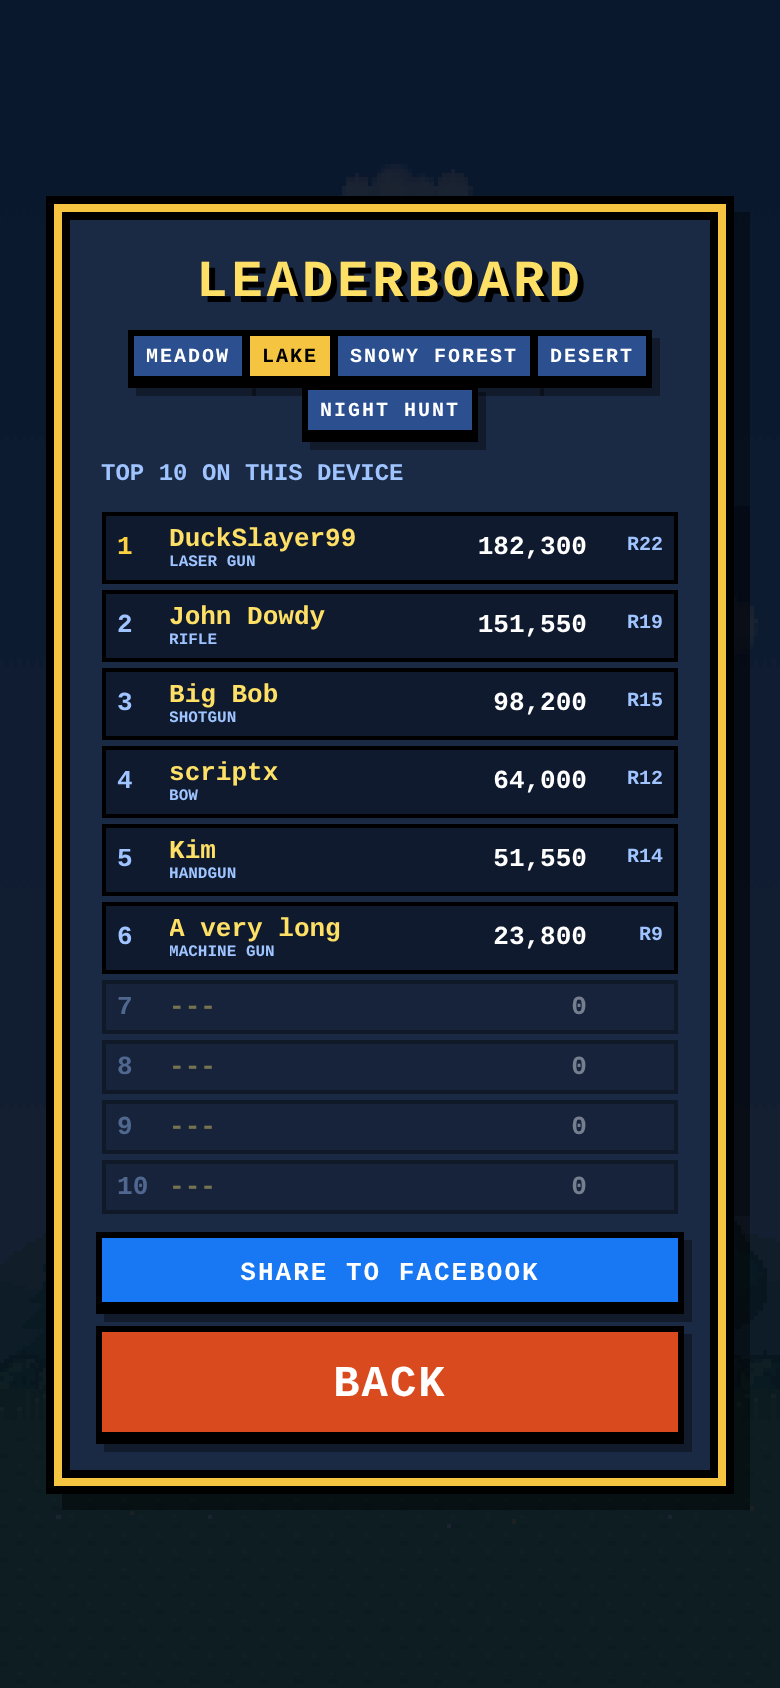 LEADERBOARD
MEADOW LAKE SNOWY FOREST DESERT
NIGHT HUNT
TOP 10 ON THIS DEVICE
1 DuckSlayer99 182,300 R22
LASER GUN
2 John Dowdy 151,550 R19
RIFLE
3 Big Bob 98,200 R15
SHOTGUN
4 scriptx 64,000 R12
BOW
5 Kim 51,550 R14
HANDGUN
6 A very long 23,800 R9
MACHINE GUN
7 --- 0
8 --- 0
9 --- 0
10 --- 0
SHARE TO FACEBOOK
BACK